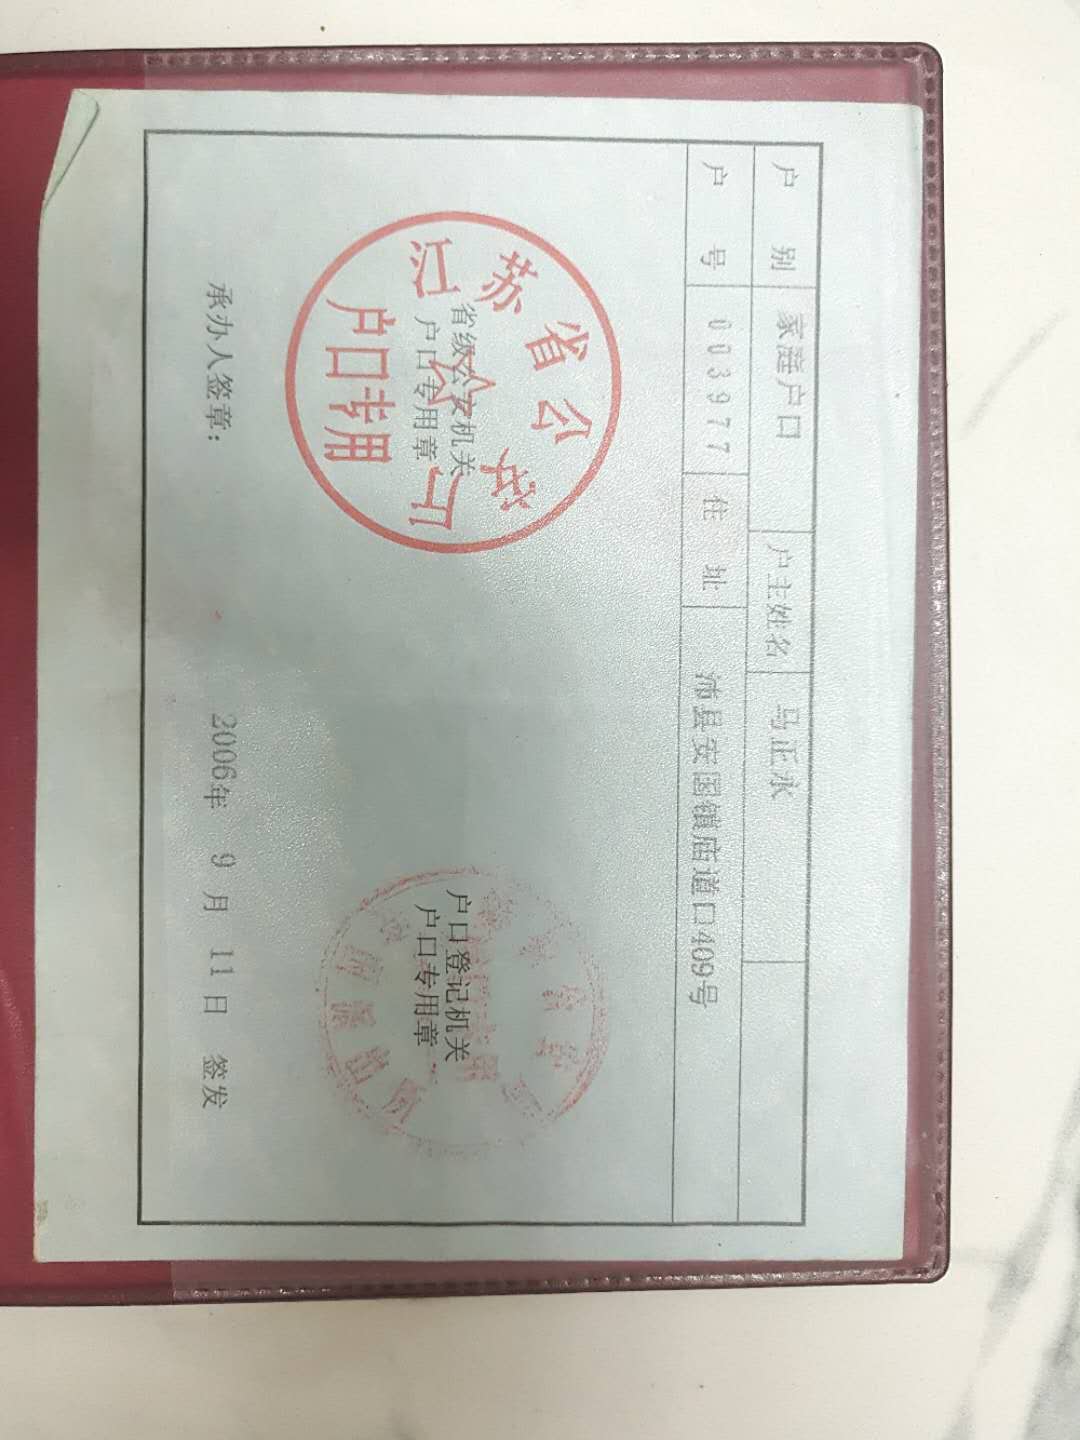 户 别 家庭户口 户主姓名 马正永
户 号 003977 住 址 沛县安国镇庙道口409号
江苏省公安厅
省级公安机关
户口专用章
户口专用
户口登记机关
户口专用章
承办人签章: 2006年 9月 11日 签发